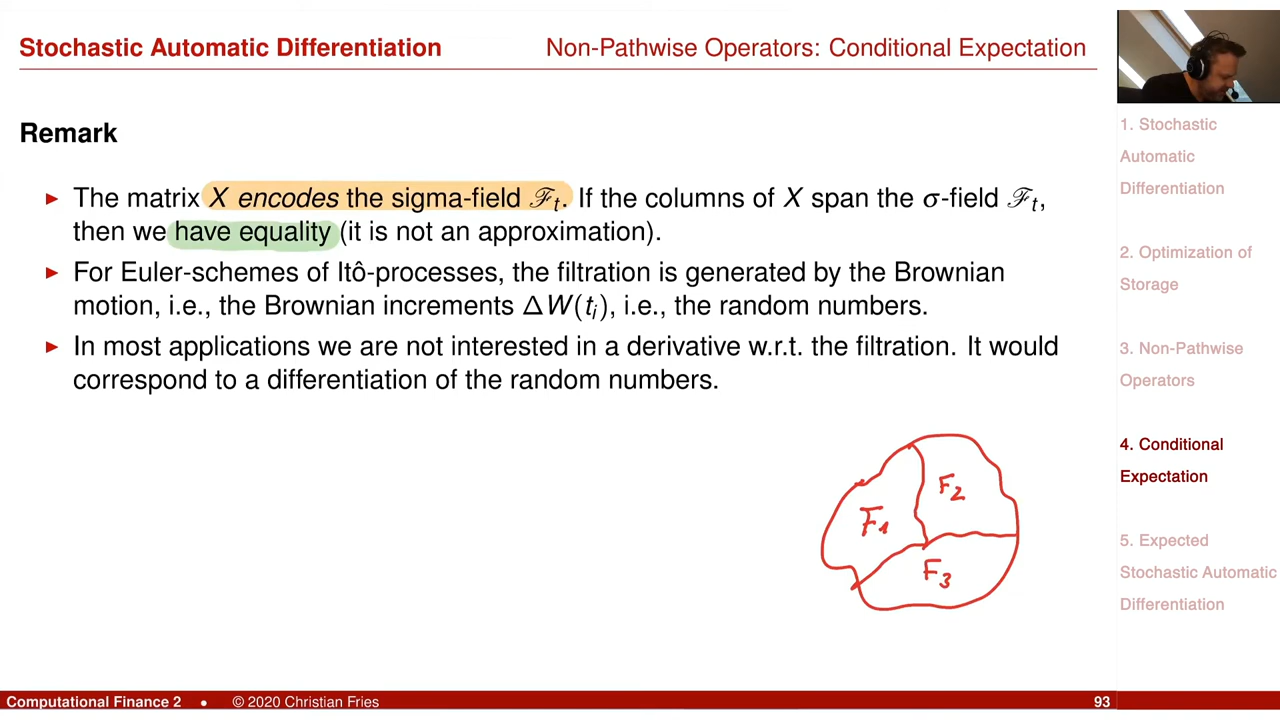 Stochastic Automatic Differentiation
Non-Pathwise Operators: Conditional Expectation
Remark
► The matrix X encodes the sigma-field ℱt. If the columns of X span the σ-field ℱt,
then we have equality (it is not an approximation).
► For Euler-schemes of Itô-processes, the filtration is generated by the Brownian
motion, i.e., the Brownian increments ΔW(ti), i.e., the random numbers.
► In most applications we are not interested in a derivative w.r.t. the filtration. It would
correspond to a differentiation of the random numbers.
F1
F2
F3
1. Stochastic
Automatic
Differentiation
2. Optimization of
Storage
3. Non-Pathwise
Operators
4. Conditional
Expectation
5. Expected
Stochastic Automatic
Differentiation
Computational Finance 2 • © 2020 Christian Fries
93